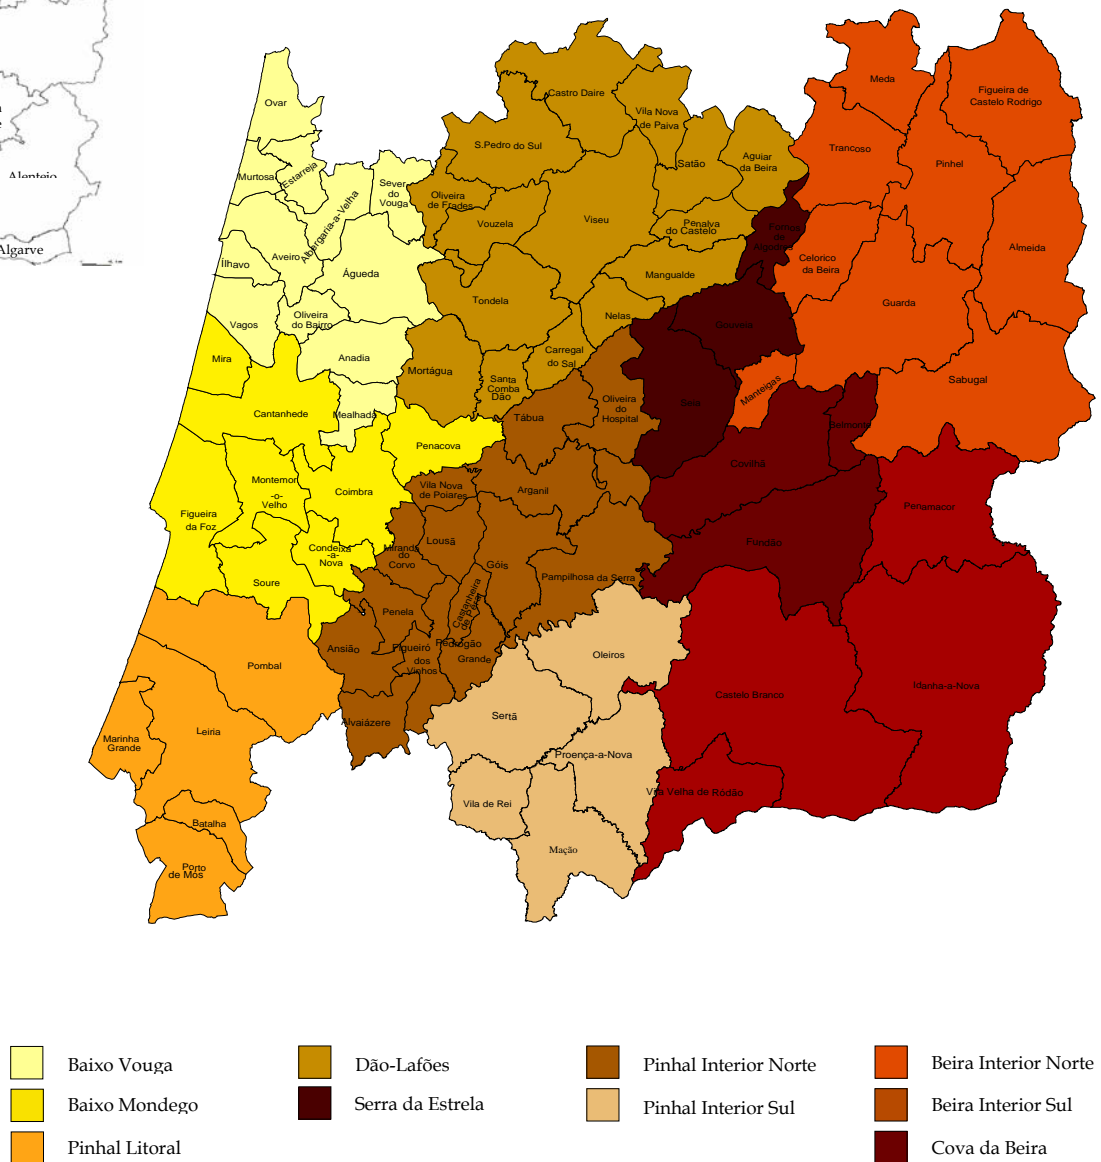 Alentejo
Algarve
Ovar
Murtosa
Estarreja
Sever
do
Vouga
Albergaria-a-Velha
Aveiro
Ílhavo
Águeda
Vagos
Oliveira
do Bairro
Anadia
Mealhada
Mira
Cantanhede
Penacova
Montemor
-o-
Velho
Coimbra
Figueira
da Foz
Condeixa
-a-
Nova
Soure
Pombal
Leiria
Marinha
Grande
Batalha
Porto
de Mós
Castro Daire
Vila Nova
de Paiva
S.Pedro do Sul
Satão
Aguiar
da Beira
Oliveira
de Frades
Vouzela
Viseu
Penalva
do Castelo
Mangualde
Tondela
Nelas
Carregal
do Sal
Mortágua
Santa
Comba
Dão
Fornos
de
Algodres
Gouveia
Seia
Tábua
Oliveira
do
Hospital
Vila Nova
de Poiares
Arganil
Lousã
Miranda
do
Corvo
Góis
Pampilhosa da Serra
Castanheira
de Pêra
Penela
Pedrógão
Grande
Figueiró
dos
Vinhos
Ansião
Alvaiázere
Oleiros
Sertã
Proença-a-Nova
Vila de Rei
Mação
Meda
Figueira de
Castelo Rodrigo
Trancoso
Pinhel
Almeida
Celorico
da Beira
Guarda
Sabugal
Manteigas
Belmonte
Covilhã
Fundão
Penamacor
Castelo Branco
Idanha-a-Nova
Vila Velha de Rodão
Baixo Vouga
Baixo Mondego
Pinhal Litoral
Dão-Lafões
Serra da Estrela
Pinhal Interior Norte
Pinhal Interior Sul
Beira Interior Norte
Beira Interior Sul
Cova da Beira